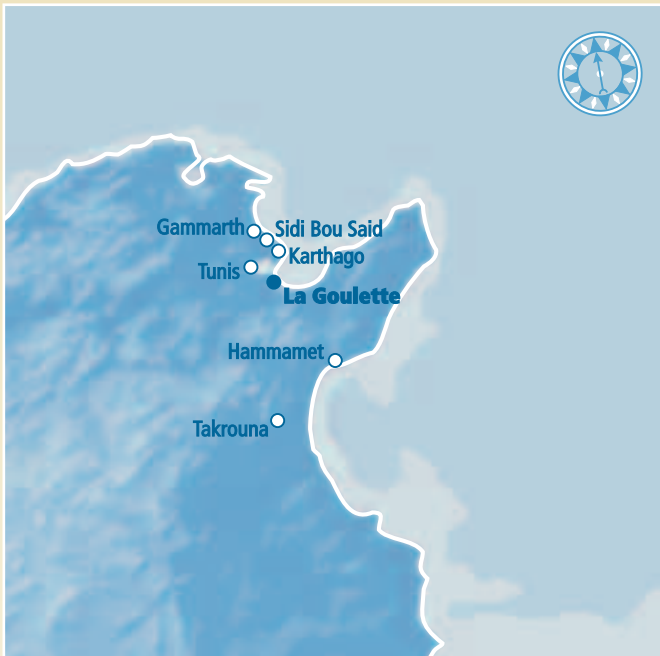 Gammarth
Sidi Bou Said
Karthago
Tunis
La Goulette
Hammamet
Takrouna